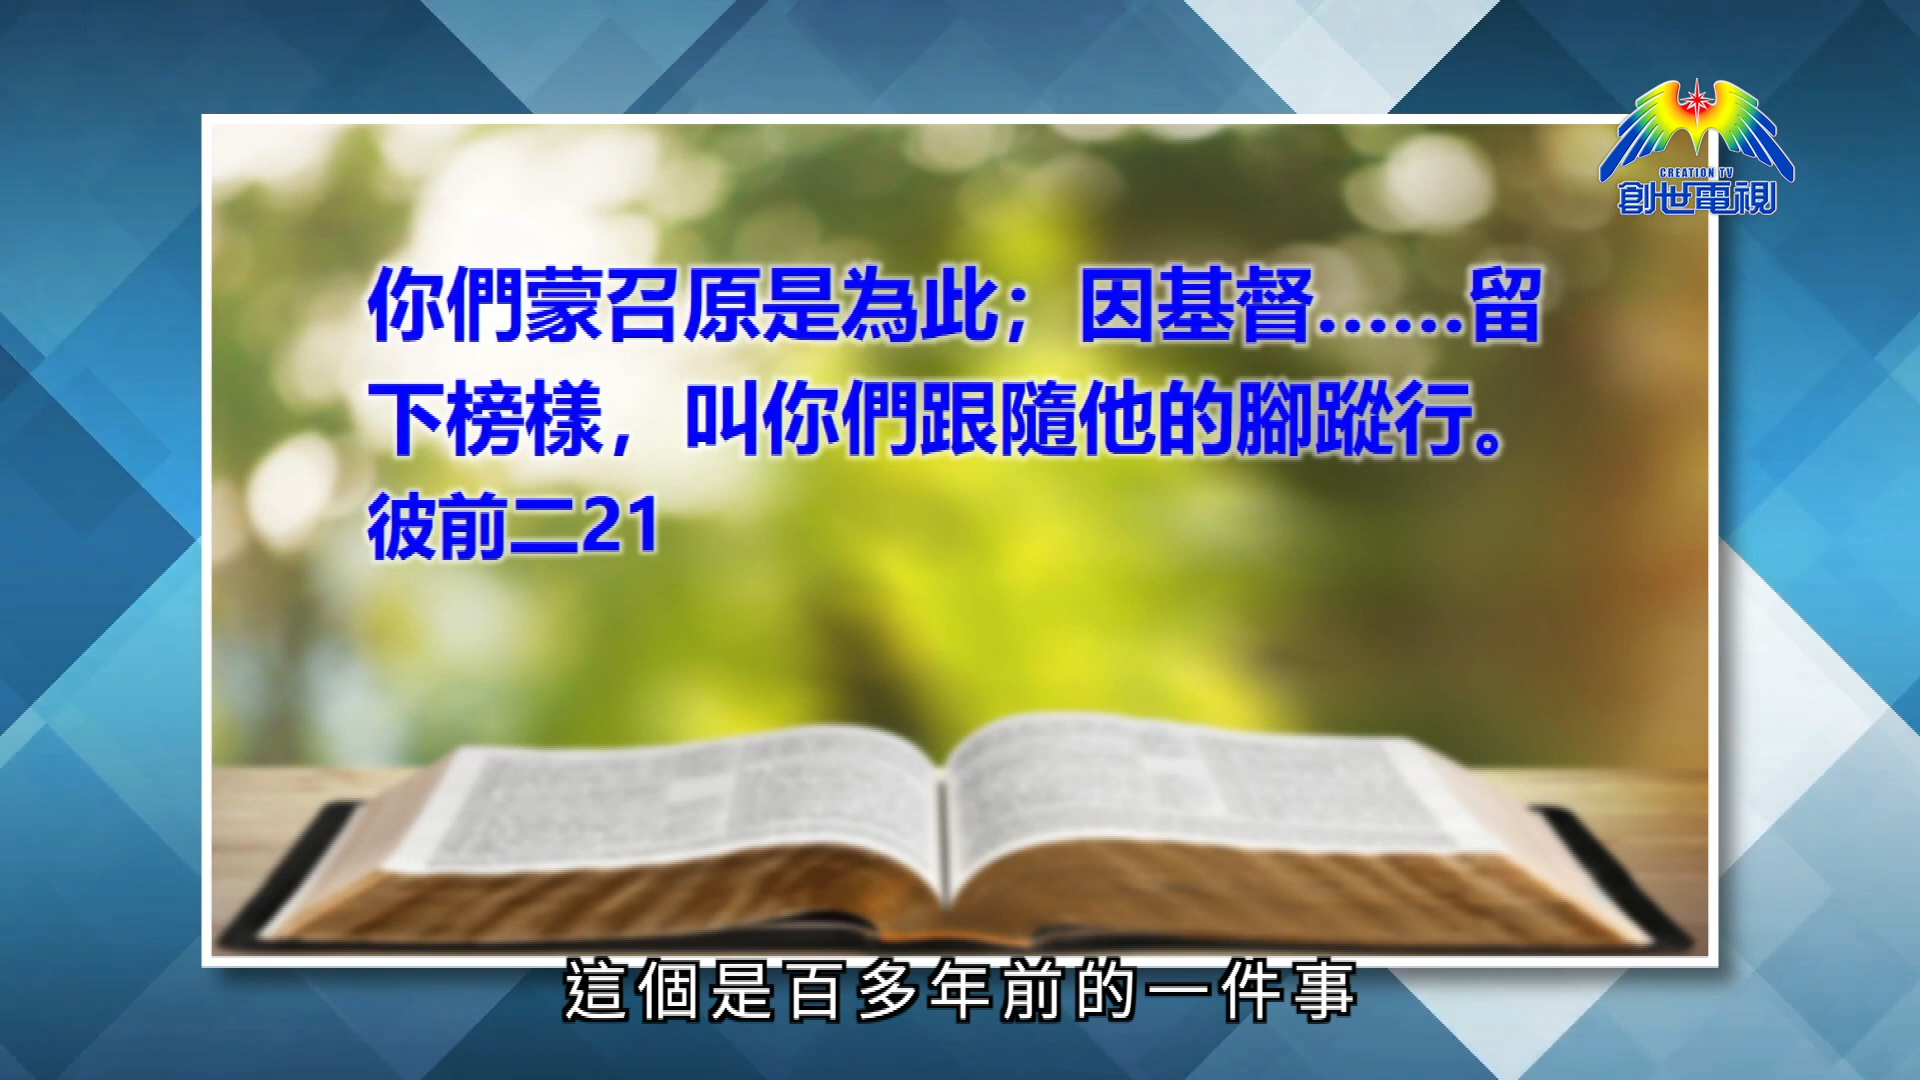 CREATION TV
創世電視
你們蒙召原是為此；因基督……留
下榜樣，叫你們跟隨他的腳蹤行。
彼前二21
這個是百多年前的一件事